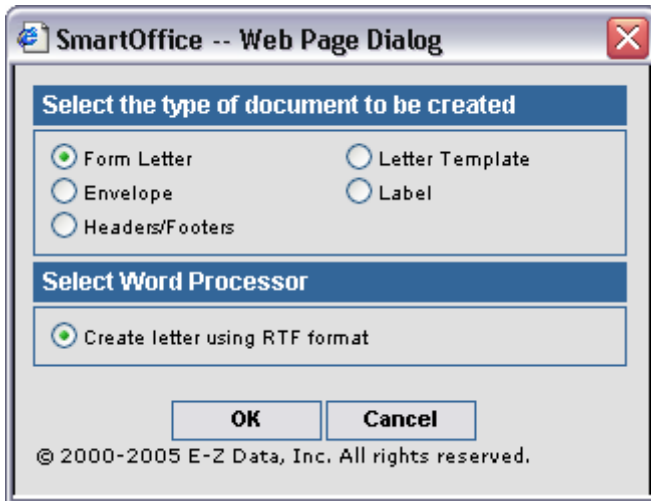 SmartOffice -- Web Page Dialog
Select the type of document to be created
Form Letter Letter Template
Envelope Label
Headers/Footers
Select Word Processor
Create letter using RTF format
OK Cancel
© 2000-2005 E-Z Data, Inc. All rights reserved.